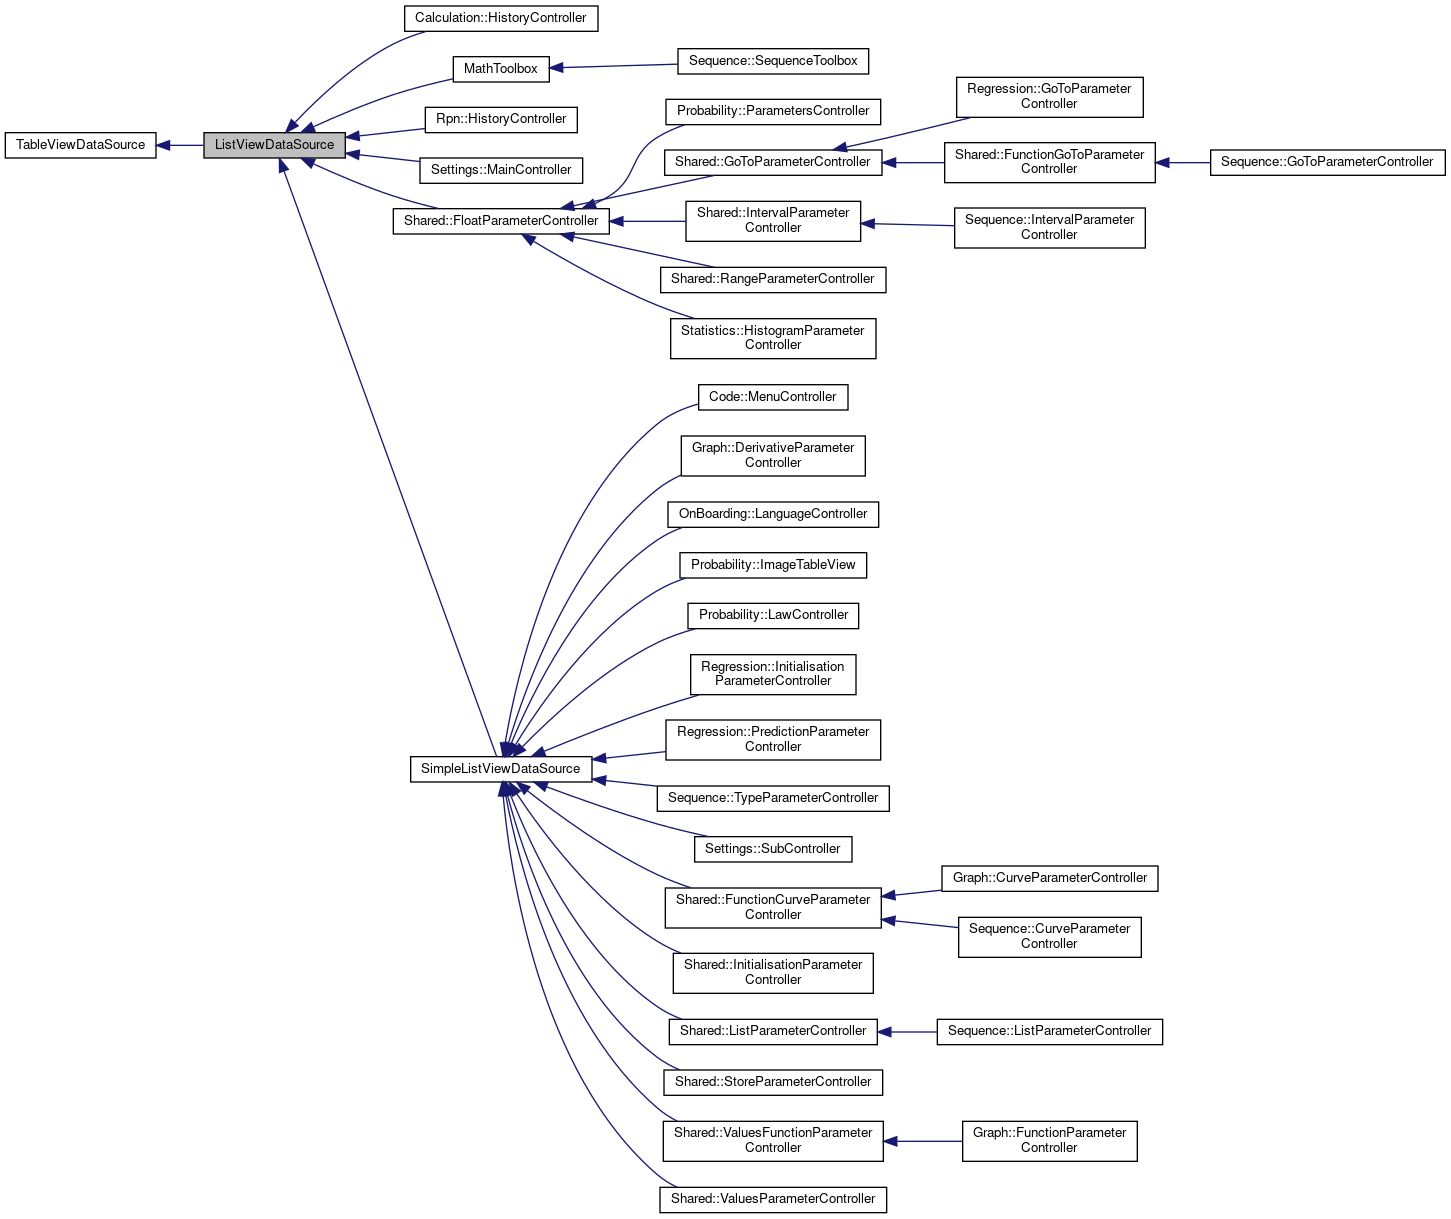 Calculation::HistoryController
MathToolbox
Sequence::SequenceToolbox
Regression::GoToParameter
Controller
Probability::ParametersController
Rpn::HistoryController
TableViewDataSource
ListViewDataSource
Shared::GoToParameterController
Shared::FunctionGoToParameter
Controller
Sequence::GoToParameterController
Settings::MainController
Shared::FloatParameterController
Shared::IntervalParameter
Controller
Sequence::IntervalParameter
Controller
Shared::RangeParameterController
Statistics::HistogramParameter
Controller
Code::MenuController
Graph::DerivativeParameter
Controller
OnBoarding::LanguageController
Probability::ImageTableView
Probability::LawController
Regression::Initialisation
ParameterController
Regression::PredictionParameter
Controller
SimpleListViewDataSource
Sequence::TypeParameterController
Settings::SubController
Shared::FunctionCurveParameter
Controller
Graph::CurveParameterController
Sequence::CurveParameter
Controller
Shared::InitialisationParameter
Controller
Shared::ListParameterController
Sequence::ListParameterController
Shared::StoreParameterController
Shared::ValuesFunctionParameter
Controller
Graph::FunctionParameter
Controller
Shared::ValuesParameterController